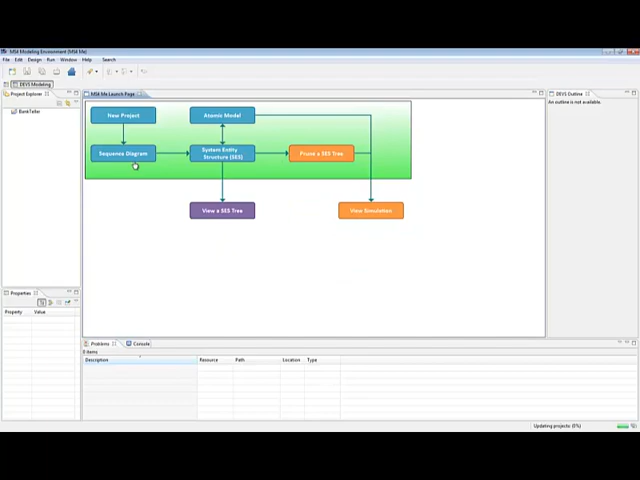 MS4 Modeling Environment (MS4 Me)
File Edit Design Run Window Help Search
DEVS Modeling
Project Explorer
MS4 Me Launch Page
DEVS Outline
An outline is not available.
BankTeller
New Project
Atomic Model
Sequence Diagram
System Entity
Structure (SES)
Prune a SES Tree
View a SES Tree
View Simulation
Properties
Property Value
Problems Console
0 items
Description Resource Path Location Type
Updating projects: (0%)